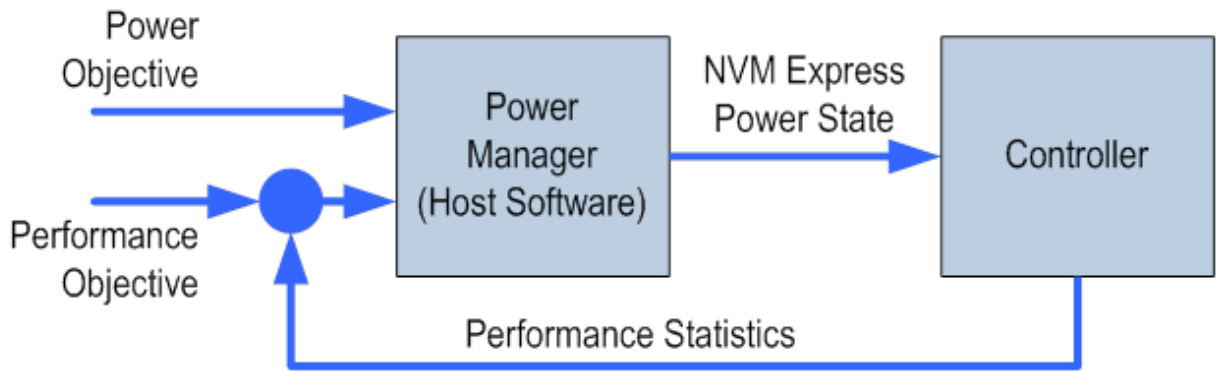 Power
Objective
Performance
Objective
Power
Manager
(Host Software)
NVM Express
Power State
Controller
Performance Statistics